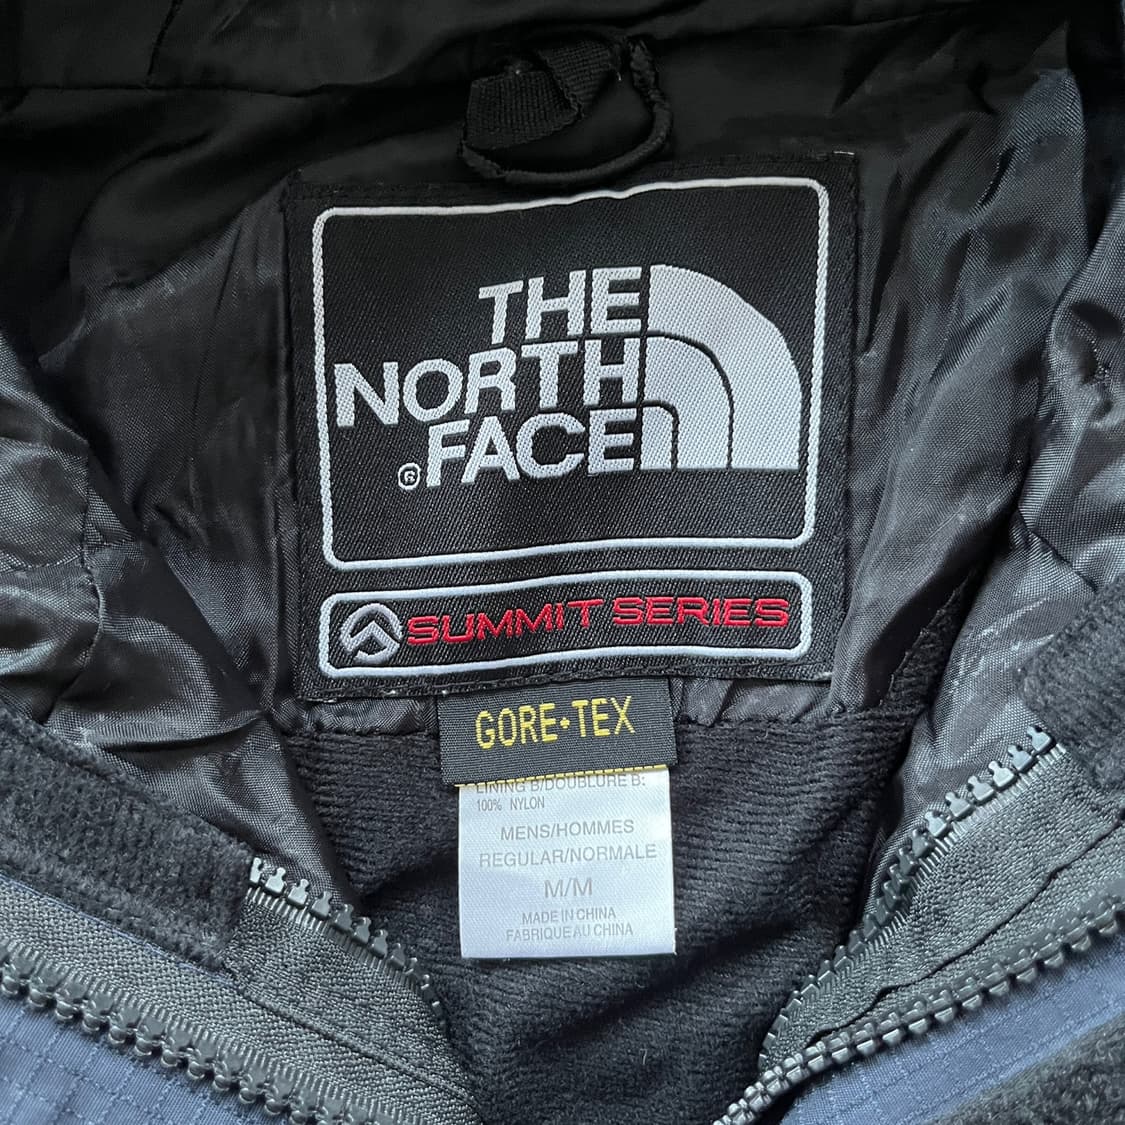 THE
NORTH
FACE
®
SUMMIT SERIES
GORE-TEX
LINING B/DOUBLURE B:
100% NYLON
MENS/HOMMES
REGULAR/NORMALE
M/M
MADE IN CHINA
FABRIQUE AU CHINA